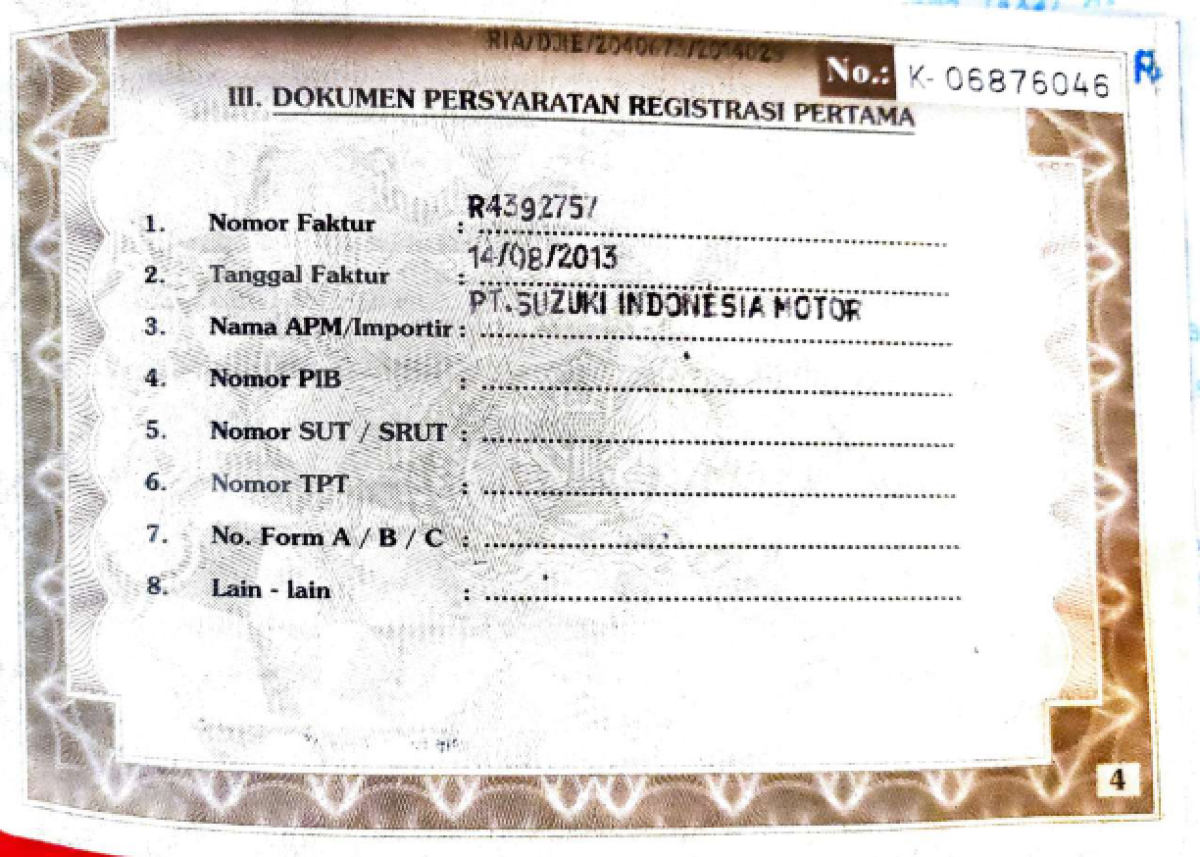 No.: K- 06876046
III. DOKUMEN PERSYARATAN REGISTRASI PERTAMA
1. Nomor Faktur : R4392757
2. Tanggal Faktur : 14/08/2013
3. Nama APM/Importir : PT.SUZUKI INDONESIA MOTOR
4. Nomor PIB :
5. Nomor SUT / SRUT :
6. Nomor TPT :
7. No. Form A / B / C :
8. Lain - lain :
4